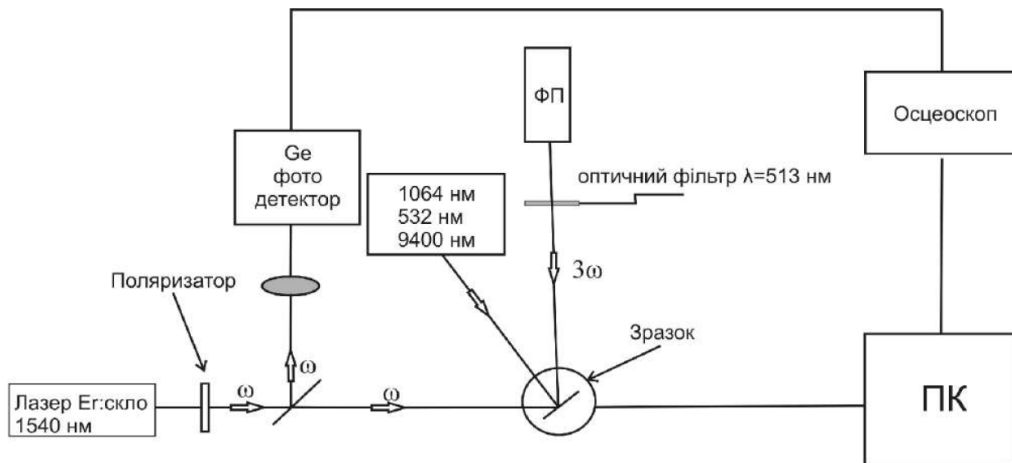 ФП
Осцеоскоп
Ge
фото
детектор
оптичний фільтр λ=513 нм
1064 нм
532 нм
9400 нм
Поляризатор
3ω
Зразок
ω
ω
ω
Лазер Er:скло
1540 нм
ПК